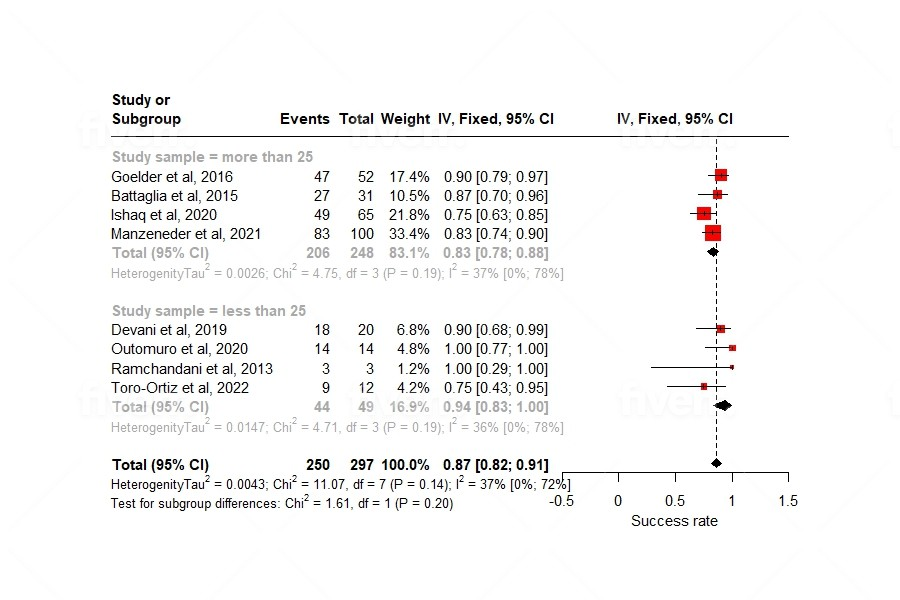 Study or
Subgroup Events Total Weight IV, Fixed, 95% CI IV, Fixed, 95% CI
Study sample = more than 25
Goelder et al, 2016 47 52 17.4% 0.90 [0.79; 0.97]
Battaglia et al, 2015 27 31 10.5% 0.87 [0.70; 0.96]
Ishaq et al, 2020 49 65 21.8% 0.75 [0.63; 0.85]
Manzeneder et al, 2021 83 100 33.4% 0.83 [0.74; 0.90]
Total (95% CI) 206 248 83.1% 0.83 [0.78; 0.88]
HeterogenityTau² = 0.0026; Chi² = 4.75, df = 3 (P = 0.19); I² = 37% [0%; 78%]
Study sample = less than 25
Devani et al, 2019 18 20 6.8% 0.90 [0.68; 0.99]
Outomuro et al, 2020 14 14 4.8% 1.00 [0.77; 1.00]
Ramchandani et al, 2013 3 3 1.2% 1.00 [0.29; 1.00]
Toro-Ortiz et al, 2022 9 12 4.2% 0.75 [0.43; 0.95]
Total (95% CI) 44 49 16.9% 0.94 [0.83; 1.00]
HeterogenityTau² = 0.0147; Chi² = 4.71, df = 3 (P = 0.19); I² = 36% [0%; 78%]
Total (95% CI) 250 297 100.0% 0.87 [0.82; 0.91]
HeterogenityTau² = 0.0043; Chi² = 11.07, df = 7 (P = 0.14); I² = 37% [0%; 72%]
Test for subgroup differences: Chi² = 1.61, df = 1 (P = 0.20)
-0.5 0 0.5 1 1.5
Success rate